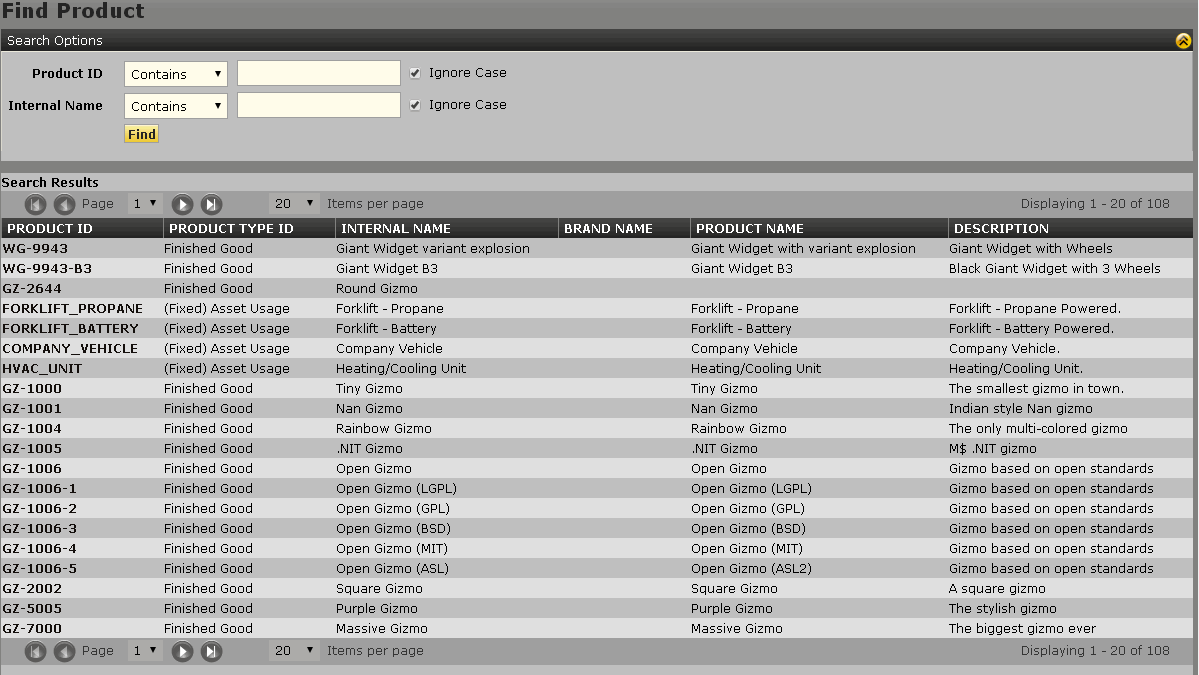 Find Product
Search Options
Product ID Contains Ignore Case
Internal Name Contains Ignore Case
Find
Search Results
Page 1 20 Items per page Displaying 1 - 20 of 108
PRODUCT ID PRODUCT TYPE ID INTERNAL NAME BRAND NAME PRODUCT NAME DESCRIPTION
WG-9943 Finished Good Giant Widget variant explosion Giant Widget with variant explosion Giant Widget with Wheels
WG-9943-B3 Finished Good Giant Widget B3 Giant Widget B3 Black Giant Widget with 3 Wheels
GZ-2644 Finished Good Round Gizmo
FORKLIFT_PROPANE (Fixed) Asset Usage Forklift - Propane Forklift - Propane Forklift - Propane Powered.
FORKLIFT_BATTERY (Fixed) Asset Usage Forklift - Battery Forklift - Battery Forklift - Battery Powered.
COMPANY_VEHICLE (Fixed) Asset Usage Company Vehicle Company Vehicle Company Vehicle.
HVAC_UNIT (Fixed) Asset Usage Heating/Cooling Unit Heating/Cooling Unit Heating/Cooling Unit.
GZ-1000 Finished Good Tiny Gizmo Tiny Gizmo The smallest gizmo in town.
GZ-1001 Finished Good Nan Gizmo Nan Gizmo Indian style Nan gizmo
GZ-1004 Finished Good Rainbow Gizmo Rainbow Gizmo The only multi-colored gizmo
GZ-1005 Finished Good .NIT Gizmo .NIT Gizmo M$ .NIT gizmo
GZ-1006 Finished Good Open Gizmo Open Gizmo Gizmo based on open standards
GZ-1006-1 Finished Good Open Gizmo (LGPL) Open Gizmo (LGPL) Gizmo based on open standards
GZ-1006-2 Finished Good Open Gizmo (GPL) Open Gizmo (GPL) Gizmo based on open standards
GZ-1006-3 Finished Good Open Gizmo (BSD) Open Gizmo (BSD) Gizmo based on open standards
GZ-1006-4 Finished Good Open Gizmo (MIT) Open Gizmo (MIT) Gizmo based on open standards
GZ-1006-5 Finished Good Open Gizmo (ASL) Open Gizmo (ASL2) Gizmo based on open standards
GZ-2002 Finished Good Square Gizmo Square Gizmo A square gizmo
GZ-5005 Finished Good Purple Gizmo Purple Gizmo The stylish gizmo
GZ-7000 Finished Good Massive Gizmo Massive Gizmo The biggest gizmo ever
Page 1 20 Items per page Displaying 1 - 20 of 108